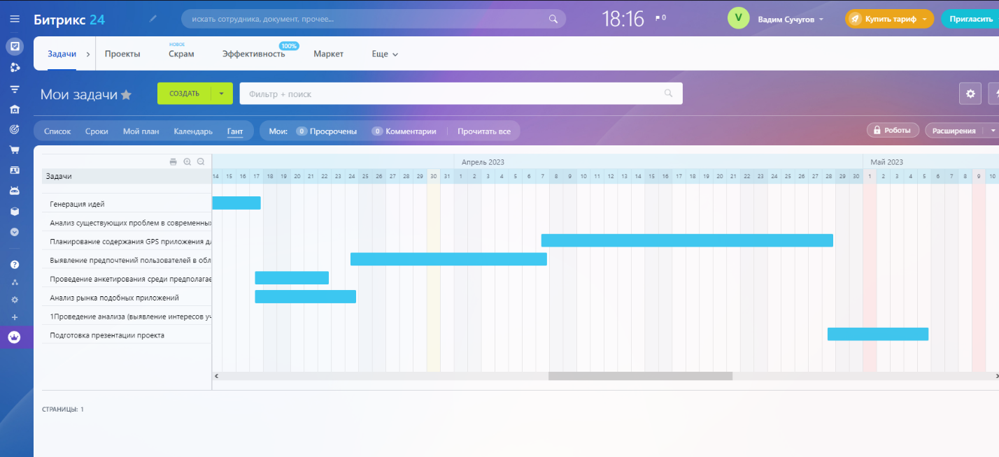 Битрикс 24
искать сотрудника, документ, прочее...
18:16
0
V
Вадим Сучугов
Купить тариф
Пригласить
Задачи
Проекты
НОВОЕ
Скрам
Эффективность
100%
Маркет
Еще
Мои задачи
СОЗДАТЬ
Фильтр + поиск
Список Сроки Мой план Календарь Гант
Мои: 0 Просрочены 0 Комментарии Прочитать все
Роботы
Расширения
Апрель 2023
Май 2023
Задачи
14 15 16 17 18 19 20 21 22 23 24 25 26 27 28 29 30 31 1 2 3 4 5 6 7 8 9 10 11 12 13 14 15 16 17 18 19 20 21 22 23 24 25 26 27 28 29 30 1 2 3 4 5 6 7 8 9 10
Генерация идей
Анализ существующих проблем в современных
Планирование содержания GPS приложения дл
Выявление предпочтений пользователей в обл
Проведение анкетирования среди предполагае
Анализ рынка подобных приложений
1Проведение анализа (выявление интересов уч
Подготовка презентации проекта
СТРАНИЦЫ: 1